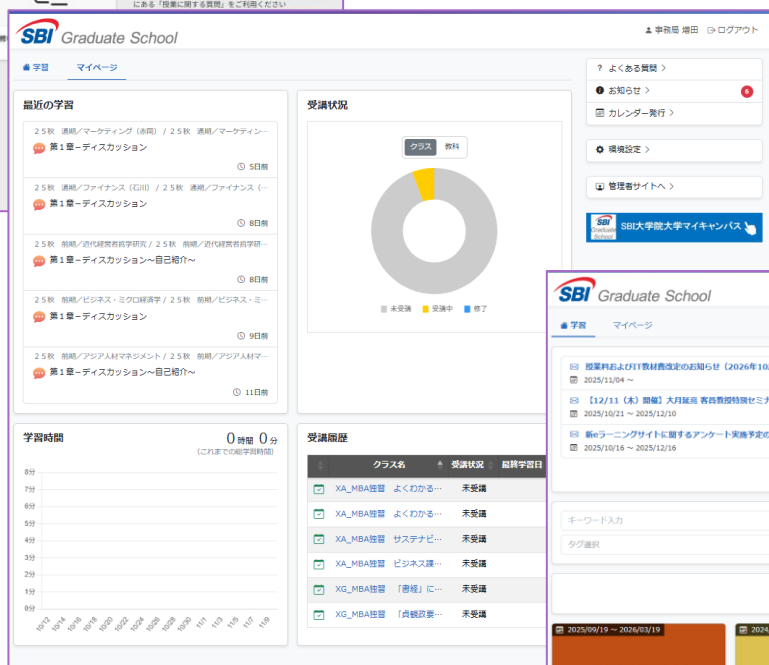 にある「授業に関する質問」をご利用ください
SBI Graduate School
事務局 増田 ログアウト
学習 マイページ
? よくある質問 >
お知らせ > 6
カレンダー発行 >
環境設定 >
管理者サイトへ >
SBI Graduate School SBI大学院大学マイキャンパス
最近の学習
25秋 通期／マーケティング（赤岡）/ 25秋 通期／マーケティン…
第1章－ディスカッション
5日前
25秋 通期／ファイナンス（石川）/ 25秋 通期／ファイナンス（…
第1章－ディスカッション
8日前
25秋 前期／近代経営者哲学研究 / 25秋 前期／近代経営者哲学研…
第1章－ディスカッション～自己紹介～
8日前
25秋 前期／ビジネス・ミクロ経済学 / 25秋 前期／ビジネス・ミ…
第1章－ディスカッション
9日前
25秋 前期／アジア人材マネジメント / 25秋 前期／アジア人材マ…
第1章－ディスカッション～自己紹介～
11日前
受講状況
クラス 教科
未受講 受講中 修了
学習時間
0 時間 0 分
(これまでの総学習時間)
8分
7分
6分
5分
4分
3分
2分
1分
0分
10/12 10/14 10/16 10/18 10/20 10/22 10/24 10/26 10/28 10/30 11/1 11/3 11/5 11/7 11/9
受講履歴
クラス名 受講状況 最終学習日
XA_MBA独習 よくわかる… 未受講
XA_MBA独習 よくわかる… 未受講
XA_MBA独習 サステナビ… 未受講
XA_MBA独習 ビジネス課… 未受講
XG_MBA独習 「書経」に… 未受講
XG_MBA独習 「貞観政要… 未受講
SBI Graduate School
学習 マイページ
授業料およびIT教材費改定のお知らせ（2026年10
2025/11/04 ～
【12/11（木）開催】大月延亮 客員教授特別セミナ
2025/10/21 ～ 2025/12/10
新eラーニングサイトに関するアンケート実施予定の
2025/10/16 ～ 2025/12/16
キーワード入力
タグ選択
2025/09/19 ～ 2026/03/19
2024